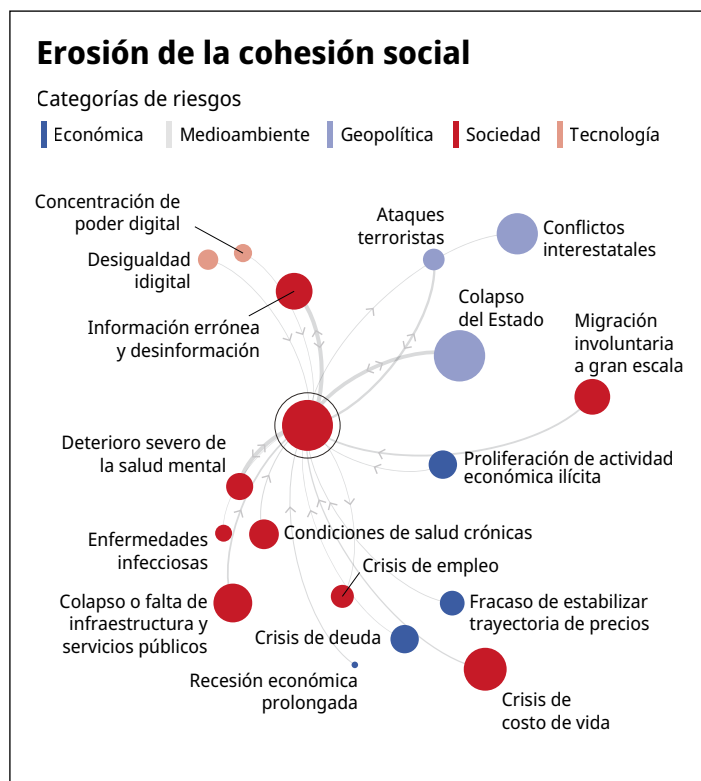 Erosión de la cohesión social
Categorías de riesgos
Económica
Medioambiente
Geopolítica
Sociedad
Tecnología
Concentración de
poder digital
Desigualdad
idigital
Información errónea
y desinformación
Ataques
terroristas
Conflictos
interestatales
Colapso
del Estado
Migración
involuntaria
a gran escala
Deterioro severo de
la salud mental
Proliferación de actividad
económica ilícita
Enfermedades
infecciosas
Condiciones de salud crónicas
Crisis de empleo
Colapso o falta de
infraestructura y
servicios públicos
Crisis de deuda
Fracaso de estabilizar
trayectoria de precios
Recesión económica
prolongada
Crisis de
costo de vida